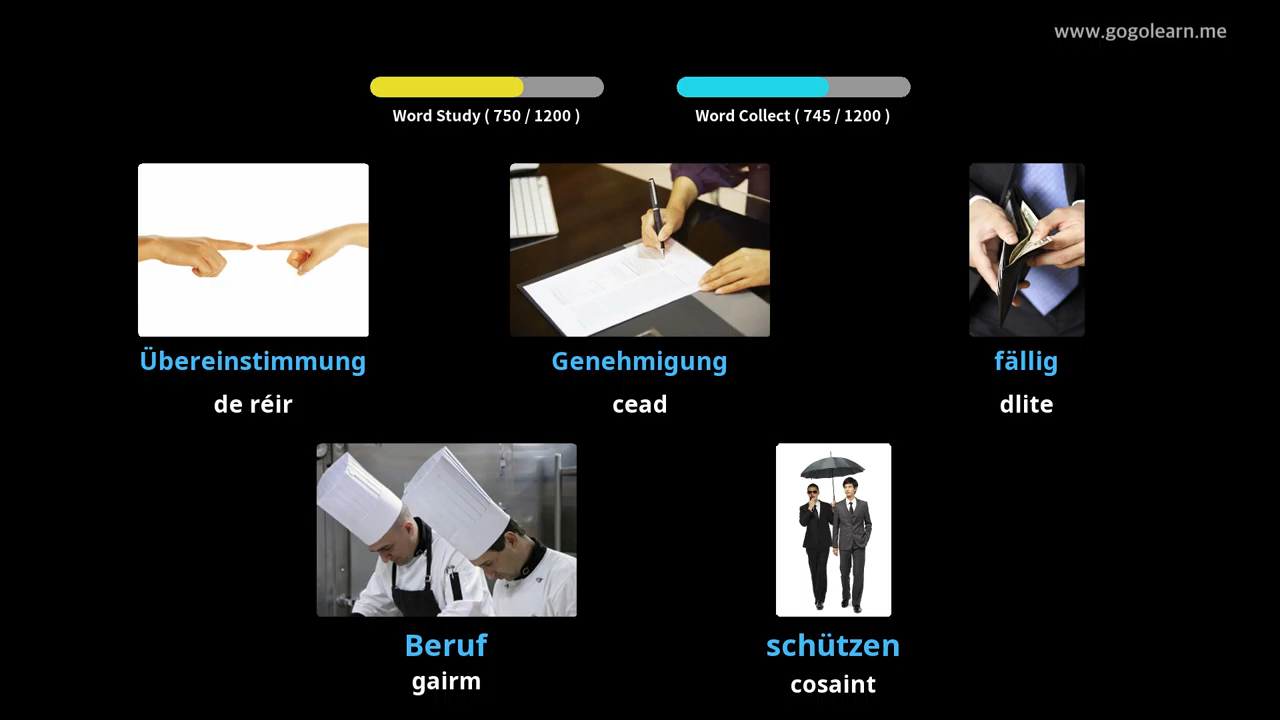 www.gogolearn.me
Word Study ( 750 / 1200 )
Word Collect ( 745 / 1200 )
Übereinstimmung
de réir
Genehmigung
cead
fällig
dlite
Beruf
gairm
schützen
cosaint